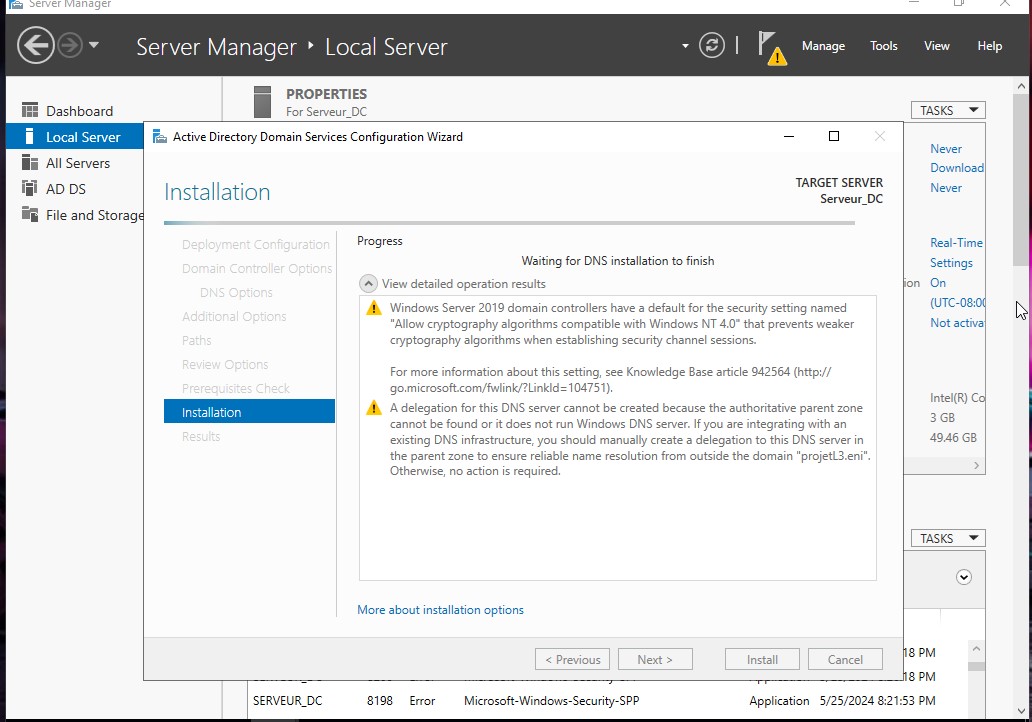 Server Manager
Server Manager ‣ Local Server
Manage Tools View Help
Dashboard
Local Server
All Servers
AD DS
File and Storage
PROPERTIES
For Serveur_DC
TASKS
Never
Download
Never
Real-Time
Settings
On
(UTC-08:00
Not activa
Intel(R) Co
3 GB
49.46 GB
Active Directory Domain Services Configuration Wizard
Installation
TARGET SERVER
Serveur_DC
Deployment Configuration
Domain Controller Options
DNS Options
Additional Options
Paths
Review Options
Prerequisites Check
Installation
Results
Progress
Waiting for DNS installation to finish
View detailed operation results
Windows Server 2019 domain controllers have a default for the security setting named
"Allow cryptography algorithms compatible with Windows NT 4.0" that prevents weaker
cryptography algorithms when establishing security channel sessions.
For more information about this setting, see Knowledge Base article 942564 (http://
go.microsoft.com/fwlink/?LinkId=104751).
A delegation for this DNS server cannot be created because the authoritative parent zone
cannot be found or it does not run Windows DNS server. If you are integrating with an
existing DNS infrastructure, you should manually create a delegation to this DNS server in
the parent zone to ensure reliable name resolution from outside the domain "projetL3.eni".
Otherwise, no action is required.
More about installation options
< Previous Next > Install Cancel
TASKS
18 PM
18 PM
SERVEUR_DC 8198 Error Microsoft-Windows-Security-SPP Application 5/25/2024 8:21:53 PM